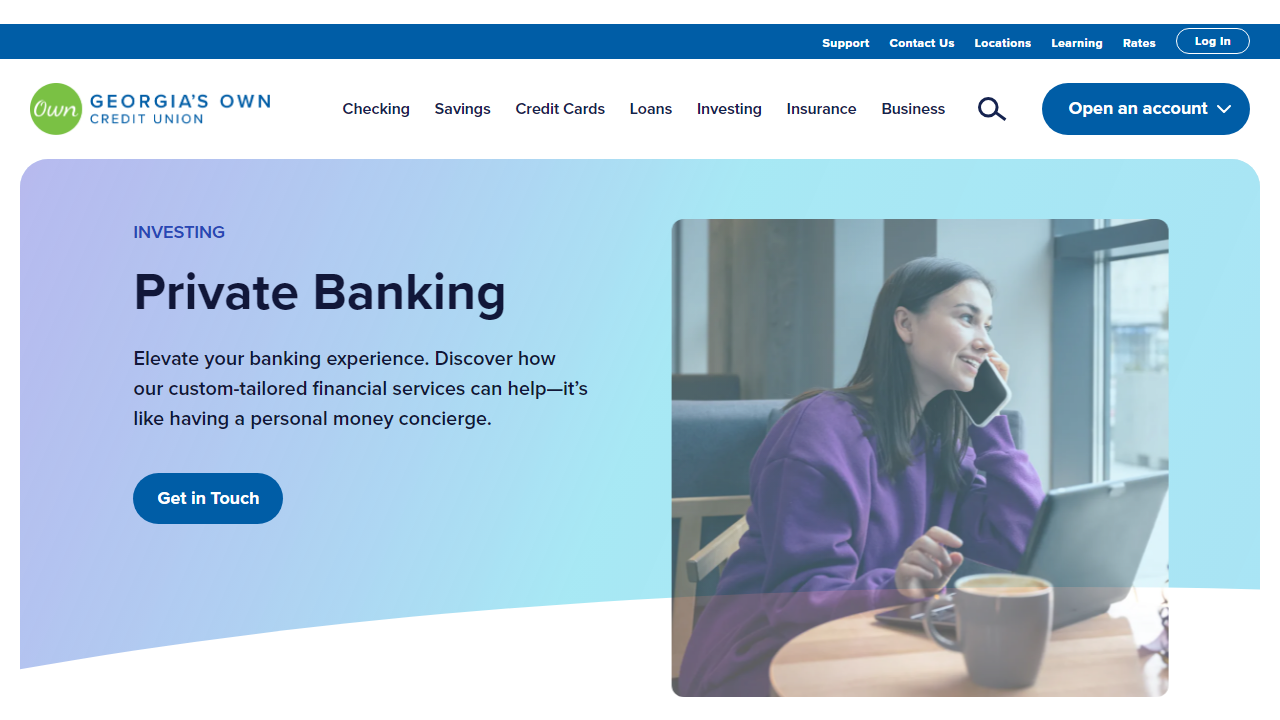 Support Contact Us Locations Learning Rates Log In
Own GEORGIA'S OWN
CREDIT UNION
Checking Savings Credit Cards Loans Investing Insurance Business Open an account
INVESTING
Private Banking
Elevate your banking experience. Discover how
our custom-tailored financial services can help—it's
like having a personal money concierge.
Get in Touch